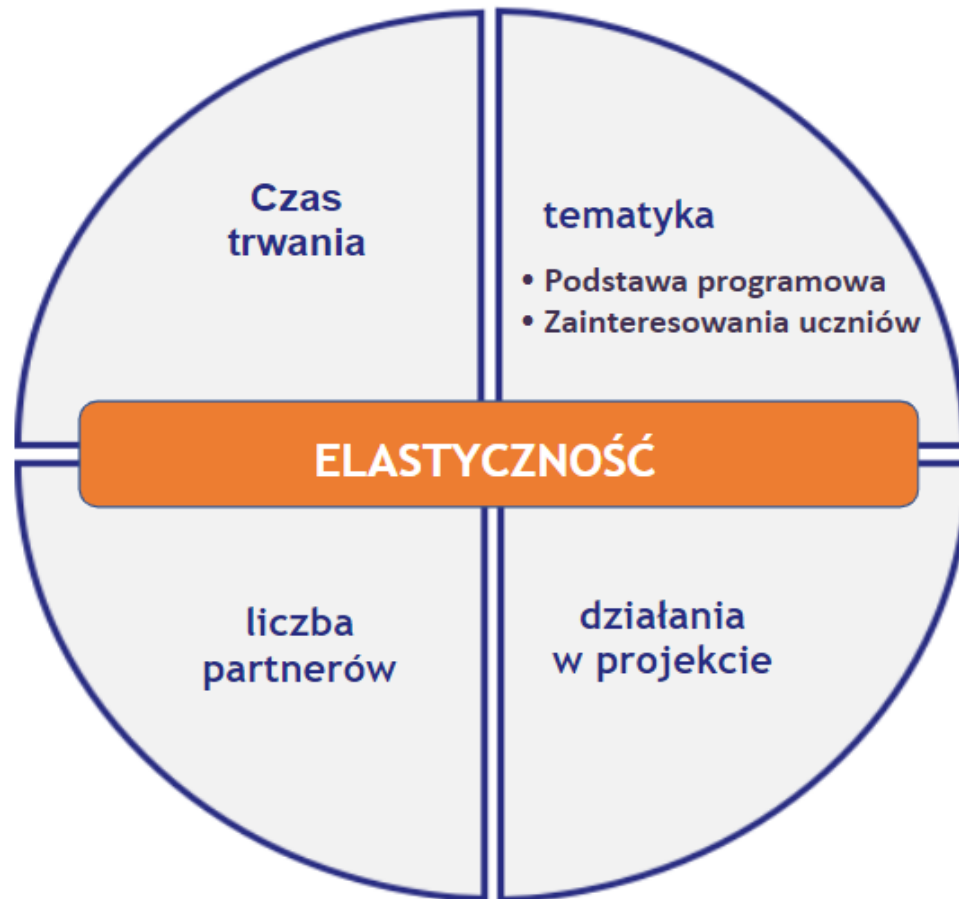 Czas
trwania
tematyka
• Podstawa programowa
• Zainteresowania uczniów
ELASTYCZNOŚĆ
liczba
partnerów
działania
w projekcie